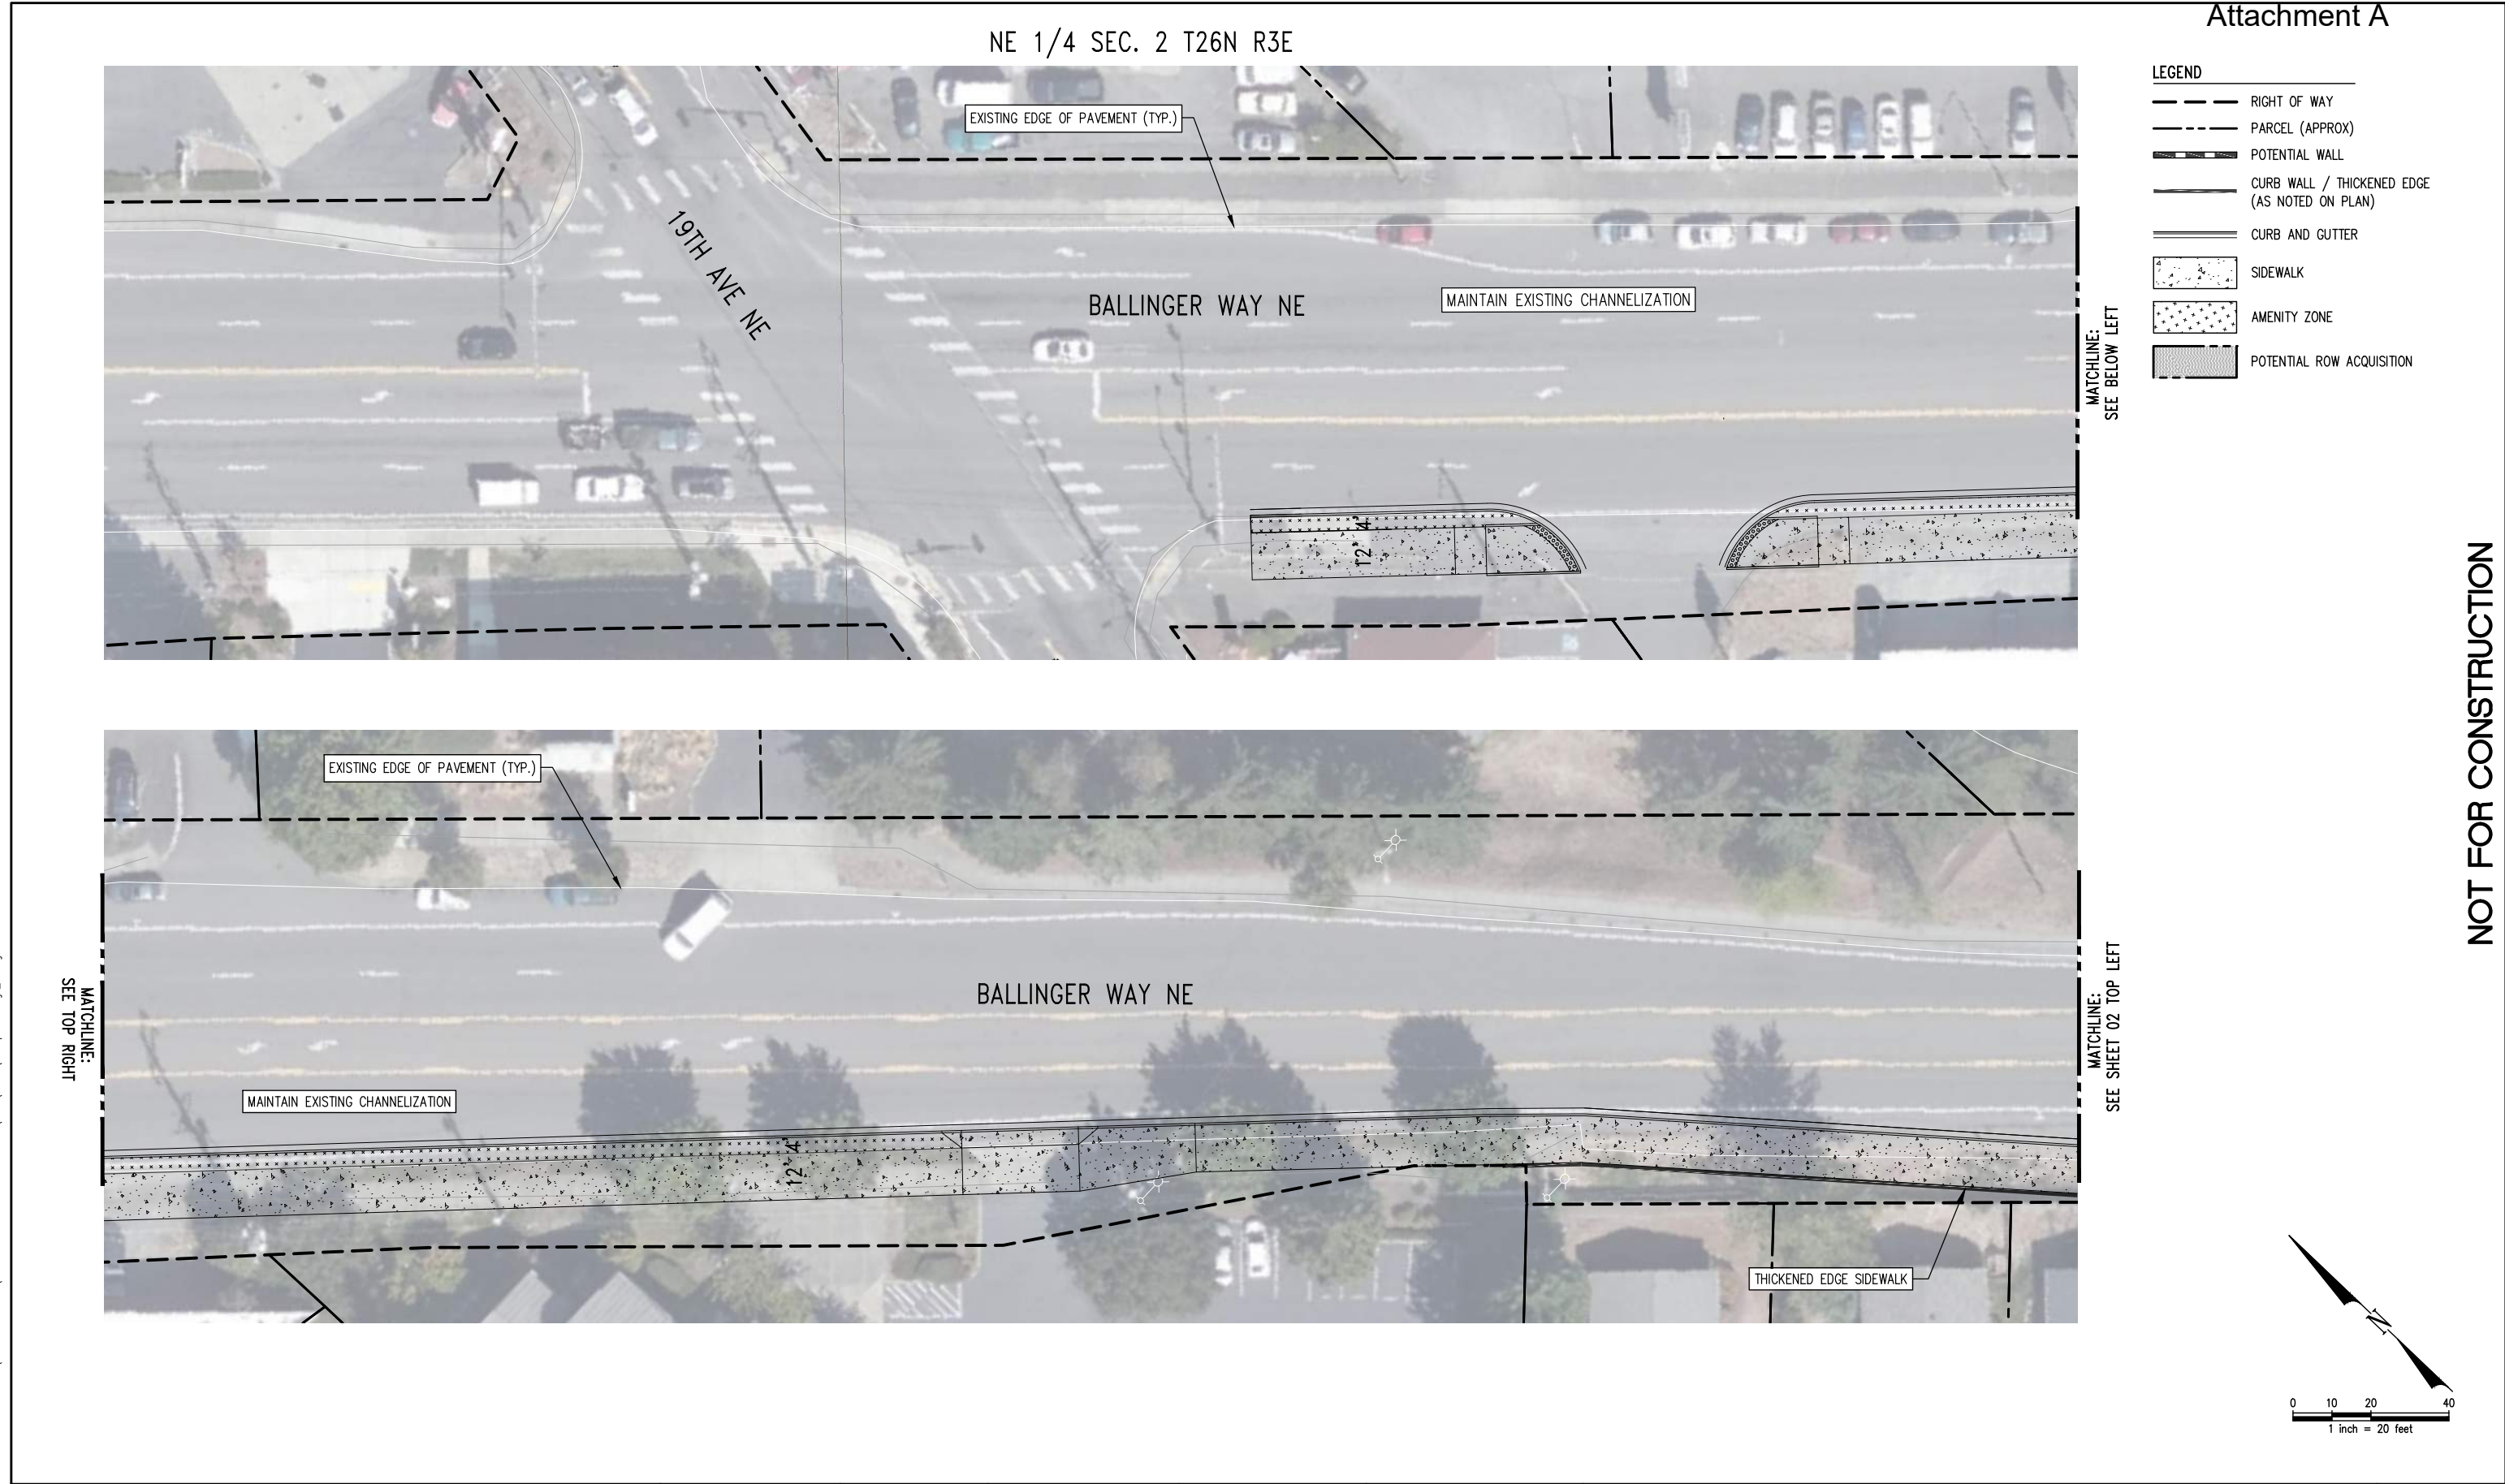 Attachment A
NE 1/4 SEC. 2 T26N R3E
LEGEND
RIGHT OF WAY
PARCEL (APPROX)
POTENTIAL WALL
CURB WALL / THICKENED EDGE
(AS NOTED ON PLAN)
CURB AND GUTTER
SIDEWALK
AMENITY ZONE
POTENTIAL ROW ACQUISITION
EXISTING EDGE OF PAVEMENT (TYP.)
19TH AVE NE
BALLINGER WAY NE
MAINTAIN EXISTING CHANNELIZATION
MATCHLINE:
SEE BELOW LEFT
12' 4'
NOT FOR CONSTRUCTION
EXISTING EDGE OF PAVEMENT (TYP.)
MATCHLINE:
SEE TOP RIGHT
BALLINGER WAY NE
MATCHLINE:
SEE SHEET 02 TOP LEFT
MAINTAIN EXISTING CHANNELIZATION
12' 4'
THICKENED EDGE SIDEWALK
N
0 10 20 40
1 inch = 20 feet